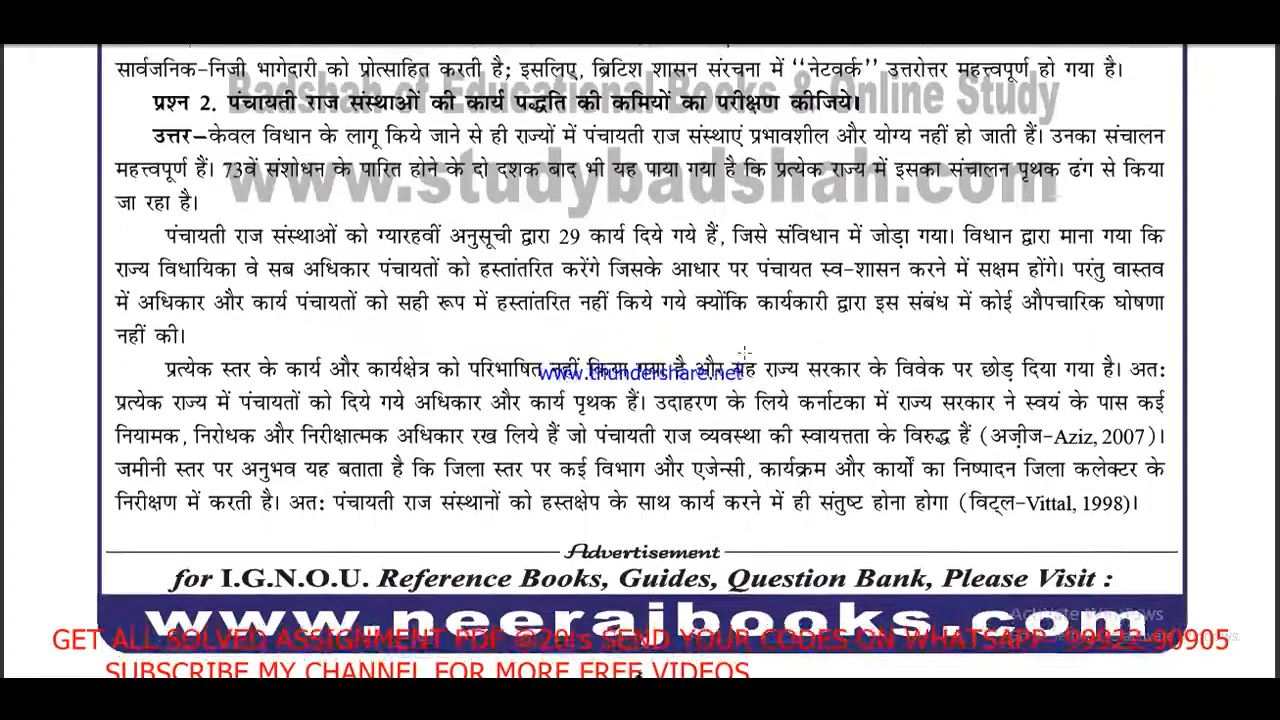 सार्वजनिक-निजी भागेदारी को प्रोत्साहित करती है; इसलिए, ब्रिटिश शासन संरचना में ‘‘नेटवर्क’’ उत्तरोत्तर महत्त्वपूर्ण हो गया है।
Badshah of Educational Books & Online Study
प्रश्न 2. पंचायती राज संस्थाओं की कार्य पद्धति की कमियों का परीक्षण कीजिये।
उत्तर–केवल विधान के लागू किये जाने से ही राज्यों में पंचायती राज संस्थाएं प्रभावशील और योग्य नहीं हो जाती हैं। उनका संचालन
महत्त्वपूर्ण हैं। 73वें संशोधन के पारित होने के दो दशक बाद भी यह पाया गया है कि प्रत्येक राज्य में इसका संचालन पृथक ढंग से किया
www.studybadshah.com
जा रहा है।
पंचायती राज संस्थाओं को ग्यारहवीं अनुसूची द्वारा 29 कार्य दिये गये हैं, जिसे संविधान में जोड़ा गया। विधान द्वारा माना गया कि
राज्य विधायिका वे सब अधिकार पंचायतों को हस्तांतरित करेंगे जिसके आधार पर पंचायत स्व-शासन करने में सक्षम होंगे। परंतु वास्तव
में अधिकार और कार्य पंचायतों को सही रूप में हस्तांतरित नहीं किये गये क्योंकि कार्यकारी द्वारा इस संबंध में कोई औपचारिक घोषणा
नहीं की।
प्रत्येक स्तर के कार्य और कार्यक्षेत्र को परिभाषित नहीं किया गया है और यह राज्य सरकार के विवेक पर छोड़ दिया गया है। अत:
www.thundershare.net
प्रत्येक राज्य में पंचायतों को दिये गये अधिकार और कार्य पृथक हैं। उदाहरण के लिये कर्नाटका में राज्य सरकार ने स्वयं के पास कई
नियामक, निरोधक और निरीक्षात्मक अधिकार रख लिये हैं जो पंचायती राज व्यवस्था की स्वायत्तता के विरुद्ध हैं (अज़ीज–Aziz, 2007)।
जमीनी स्तर पर अनुभव यह बताता है कि जिला स्तर पर कई विभाग और एजेन्सी, कार्यक्रम और कार्यों का निष्पादन जिला कलेक्टर के
निरीक्षण में करती है। अत: पंचायती राज संस्थानों को हस्तक्षेप के साथ कार्य करने में ही संतुष्ट होना होगा (विट्ल–Vittal, 1998)।
Advertisement
for I.G.N.O.U. Reference Books, Guides, Question Bank, Please Visit :
www.neerajbooks.com
Activate Windows
GET ALL SOLVED ASSIGNMENT PDF @20rs SEND YOUR CODES ON WHATSAPP 99922-90905
SUBSCRIBE MY CHANNEL FOR MORE FREE VIDEOS